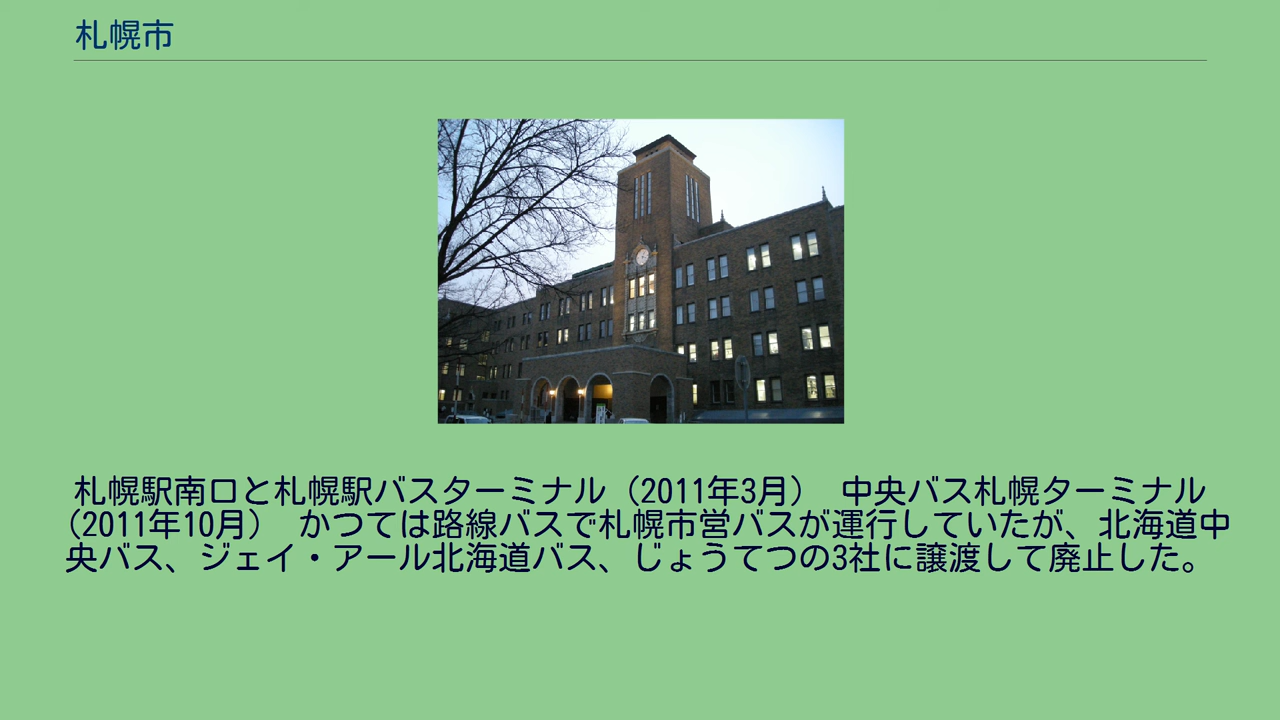 札幌市
札幌駅南口と札幌駅バスターミナル（2011年3月） 中央バス札幌ターミナル
（2011年10月） かつては路線バスで札幌市営バスが運行していたが、北海道中
央バス、ジェイ・アール北海道バス、じょうてつの3社に譲渡して廃止した。